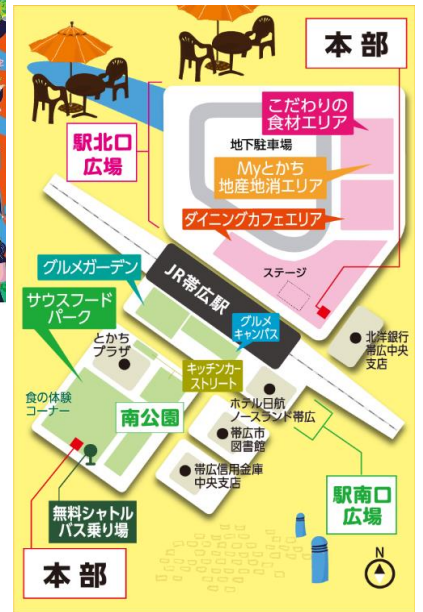 本部
こだわりの
食材エリア
駅北口
広場
地下駐車場
Myとかち
地産地消エリア
ダイニングカフェエリア
グルメガーデン
JR帯広駅
ステージ
サウスフード
パーク
グルメ
キャンパス
とかち
プラザ
北洋銀行
帯広中央
支店
キッチンカー
ストリート
食の体験
コーナー
南公園
ホテル日航
ノースランド帯広
帯広市
図書館
帯広信用金庫
中央支店
駅南口
広場
無料シャトル
バス乗り場
本部
N